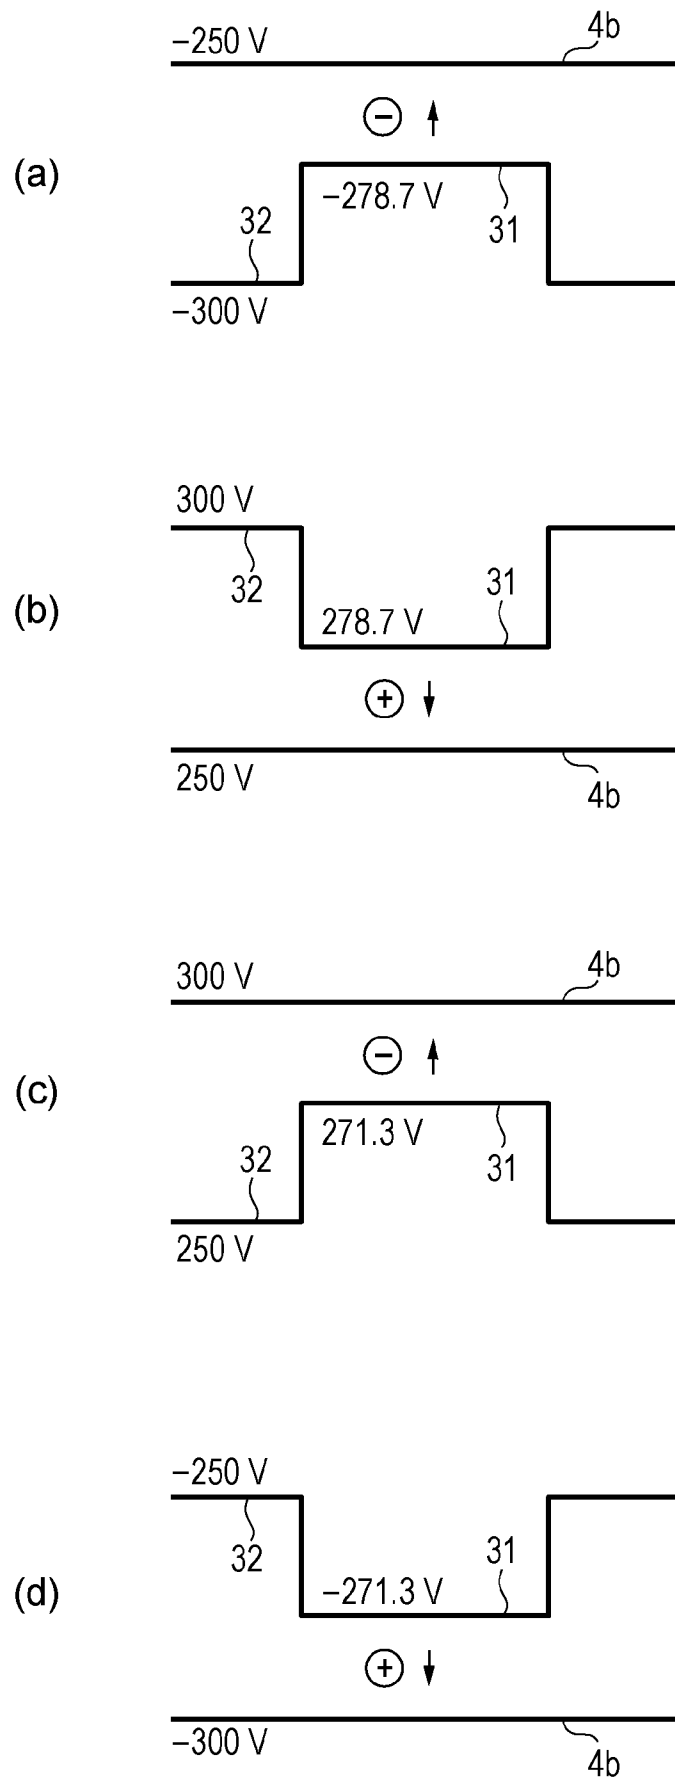 −250 V
4b
−
(a)
−278.7 V
31
32
−300 V
300 V
32
31
(b)
278.7 V
+
250 V
4b
300 V
4b
−
(c)
271.3 V
31
32
250 V
−250 V
32
31
(d)
−271.3 V
+
−300 V
4b